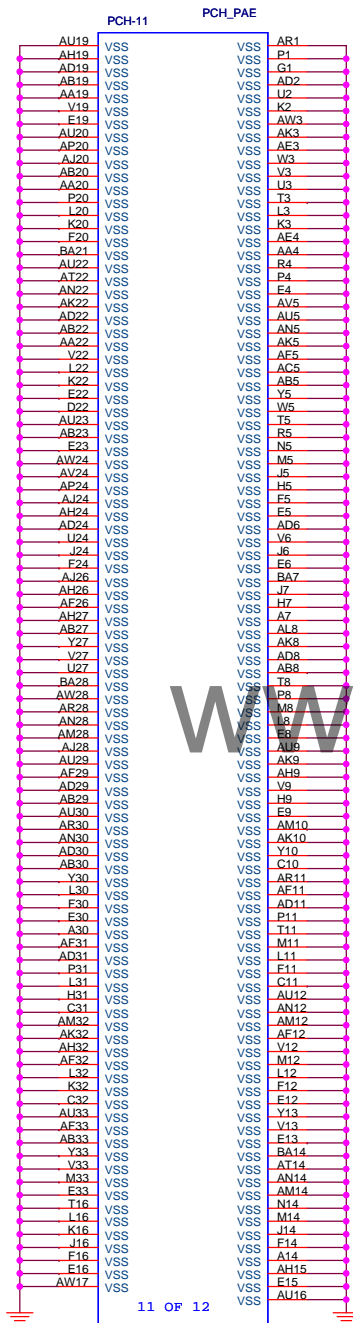 PCH-11 PCH_PAE
AU19 VSS VSS AR1
AH19 VSS VSS P1
AD19 VSS VSS G1
AB19 VSS VSS AD2
AA19 VSS VSS U2
V19 VSS VSS K2
E19 VSS VSS AW3
AU20 VSS VSS AK3
AP20 VSS VSS AE3
AJ20 VSS VSS W3
AB20 VSS VSS V3
AA20 VSS VSS U3
P20 VSS VSS T3
L20 VSS VSS L3
K20 VSS VSS K3
F20 VSS VSS AE4
BA21 VSS VSS AA4
AU22 VSS VSS R4
AT22 VSS VSS P4
AN22 VSS VSS E4
AK22 VSS VSS AV5
AD22 VSS VSS AU5
AB22 VSS VSS AN5
AA22 VSS VSS AK5
V22 VSS VSS AF5
L22 VSS VSS AC5
K22 VSS VSS AB5
E22 VSS VSS Y5
D22 VSS VSS W5
AU23 VSS VSS T5
AB23 VSS VSS R5
E23 VSS VSS N5
AW24 VSS VSS M5
AV24 VSS VSS J5
AP24 VSS VSS H5
AJ24 VSS VSS F5
AH24 VSS VSS E5
AD24 VSS VSS AD6
U24 VSS VSS V6
J24 VSS VSS J6
F24 VSS VSS E6
AJ26 VSS VSS BA7
AH26 VSS VSS J7
AF26 VSS VSS H7
AH27 VSS VSS A7
AB27 VSS VSS AL8
Y27 VSS VSS AK8
V27 VSS VSS AD8
U27 VSS VSS AB8
BA28 VSS VSS T8
AW28 VSS VSS P8
AR28 VSS VSS M8
AN28 VSS VSS L8
AM28 VSS VSS E8
AJ28 VSS VSS AU9
AU29 VSS VSS AK9
AF29 VSS VSS AH9
AD29 VSS VSS V9
AB29 VSS VSS H9
AU30 VSS VSS E9
AR30 VSS VSS AM10
AN30 VSS VSS AK10
AD30 VSS VSS Y10
AB30 VSS VSS C10
Y30 VSS VSS AR11
L30 VSS VSS AF11
F30 VSS VSS AD11
E30 VSS VSS P11
A30 VSS VSS T11
AF31 VSS VSS M11
AD31 VSS VSS L11
P31 VSS VSS F11
L31 VSS VSS C11
H31 VSS VSS AU12
C31 VSS VSS AN12
AM32 VSS VSS AM12
AK32 VSS VSS AF12
AH32 VSS VSS V12
AF32 VSS VSS M12
L32 VSS VSS L12
K32 VSS VSS F12
C32 VSS VSS E12
AU33 VSS VSS Y13
AF33 VSS VSS V13
AB33 VSS VSS E13
Y33 VSS VSS BA14
V33 VSS VSS AT14
M33 VSS VSS AN14
E33 VSS VSS AM14
T16 VSS VSS N14
L16 VSS VSS M14
K16 VSS VSS J14
J16 VSS VSS F14
F16 VSS VSS A14
E16 VSS VSS AH15
AW17 VSS VSS E15
VSS AU16
11 OF 12
WW